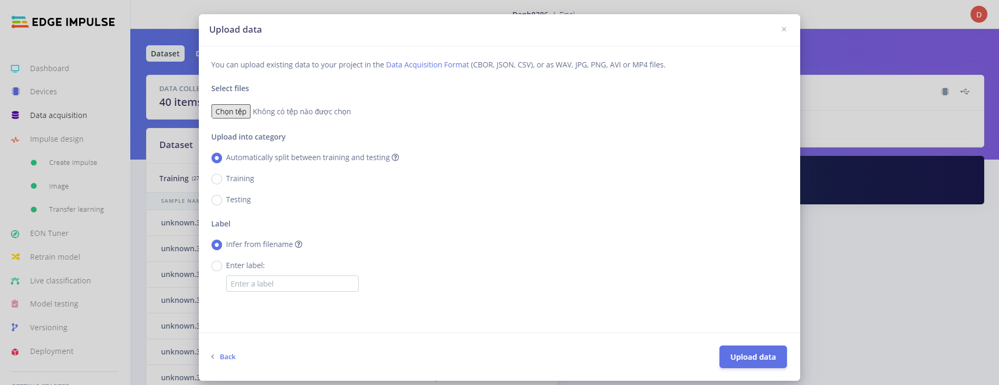 EDGE IMPULSE
Dashboard
Devices
Data acquisition
Impulse design
Create impulse
Image
Transfer learning
EON Tuner
Retrain model
Live classification
Model testing
Versioning
Deployment
D
Dataset
DATA COLLE
40 items
Dataset
Training (27
SAMPLE NAM
unknown.3
unknown.3
unknown.3
unknown.3
unknown.3
unknown.3
unknown.3
Upload data
×
You can upload existing data to your project in the Data Acquisition Format (CBOR, JSON, CSV), or as WAV, JPG, PNG, AVI or MP4 files.
Select files
Chọn tệp Không có tệp nào được chọn
Upload into category
Automatically split between training and testing
Training
Testing
Label
Infer from filename
Enter label:
Enter a label
Back
Upload data